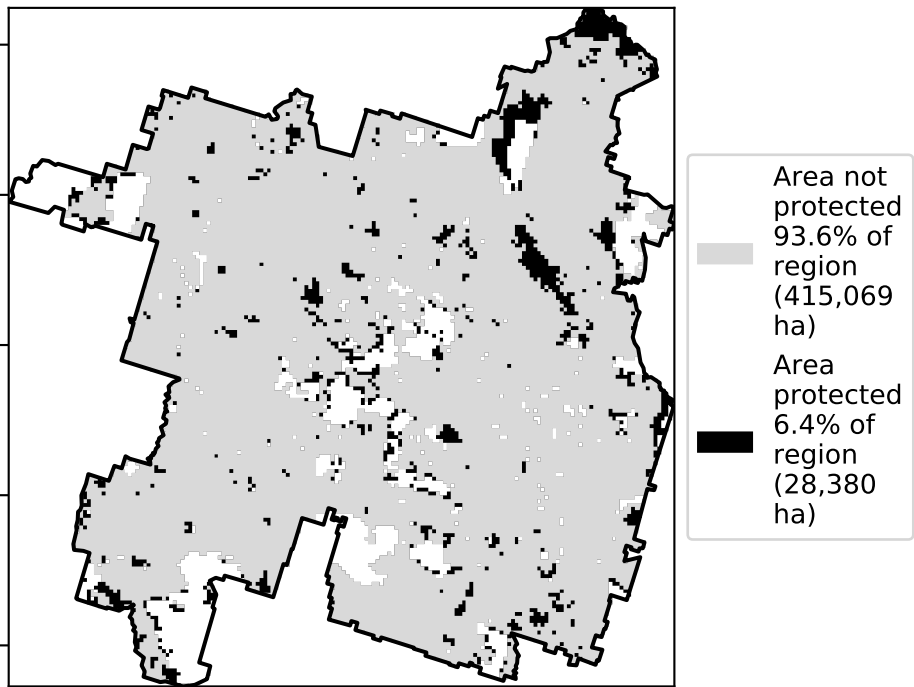 Area not
protected
93.6% of
region
(415,069
ha)
Area
protected
6.4% of
region
(28,380
ha)